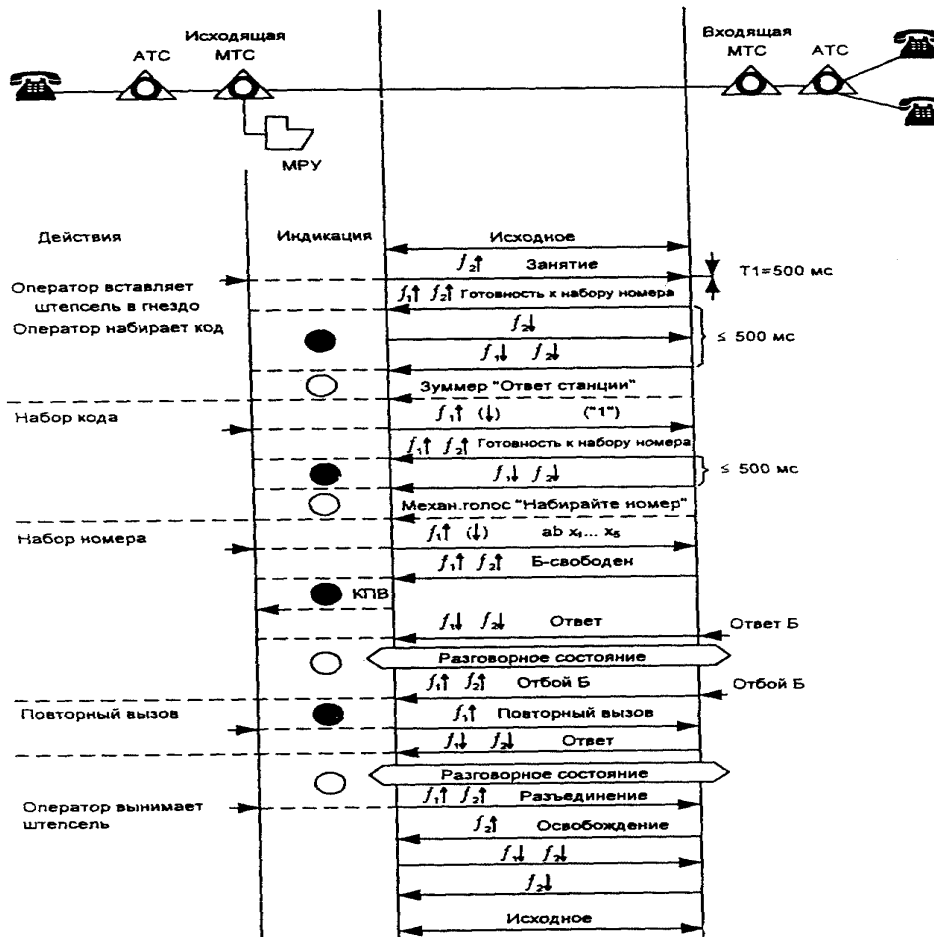 Исходящая
АТС МТС
Входящая
МТС АТС
МРУ
Действия Индикация Исходное
f₂↑ Занятие
T1=500 мс
Оператор вставляет
штепсель в гнездо
f₁↑ f₂↑ Готовность к набору номера
Оператор набирает код
f₂↓
≤ 500 мс
f₁↓ f₂↓
Зуммер "Ответ станции"
Набор кода
f₁↑ (↓) ("1")
f₁↑ f₂↑ Готовность к набору номера
f₁↓ f₂↓
≤ 500 мс
Механ.голос "Набирайте номер"
Набор номера
f₁↑ (↓) ab x₁... x₅
f₁↑ f₂↑ Б-свободен
КПВ
f₁↓ f₂↓ Ответ
Ответ Б
Разговорное состояние
f₁↑ f₂↑ Отбой Б
Отбой Б
Повторный вызов
f₁↑ Повторный вызов
f₁↓ f₂↓ Ответ
Разговорное состояние
Оператор вынимает
штепсель
f₁↑ f₂↑ Разъединение
f₂↑ Освобождение
f₁↓ f₂↓
f₂↓
Исходное